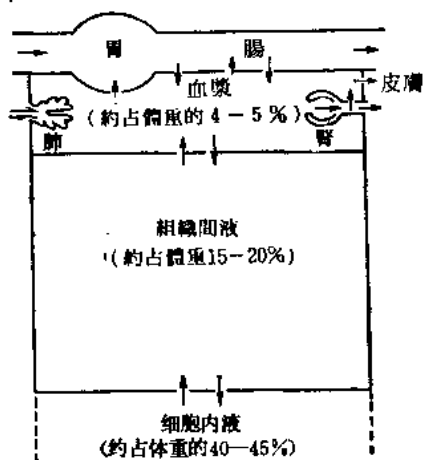 胃 腸
血漿
皮膚
(約占體重的4-5%)
肺
腎
組織間液
(約占體重15-20%)
细胞内液
(约占体重的40—45%)